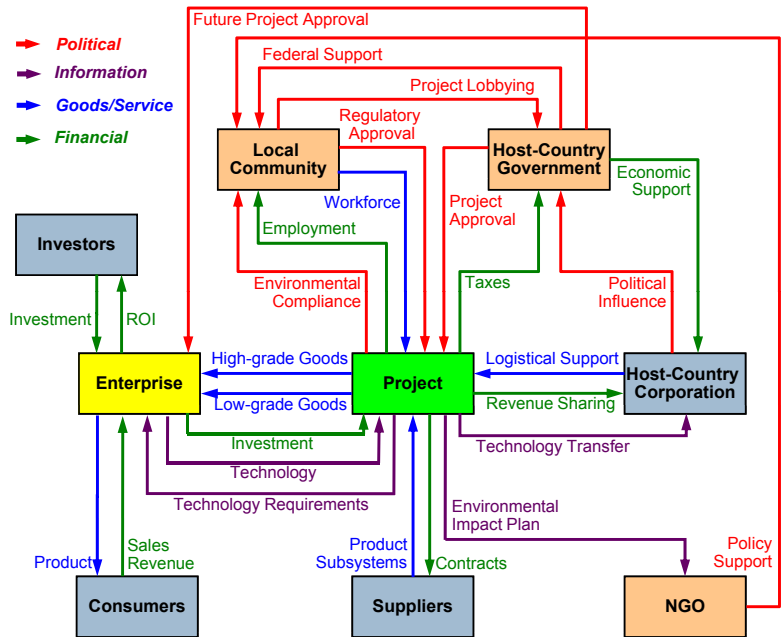 Future Project Approval
Political
Federal Support
Information
Project Lobbying
Goods/Service
Regulatory
Approval
Financial
Local
Community
Host-Country
Government
Economic
Support
Workforce
Project
Approval
Employment
Investors
Environmental
Compliance
Taxes
Political
Influence
Investment
ROI
High-grade Goods
Logistical Support
Enterprise
Project
Host-Country
Corporation
Low-grade Goods
Revenue Sharing
Investment
Technology
Technology Transfer
Technology Requirements
Environmental
Impact Plan
Product
Sales
Revenue
Product
Subsystems
Contracts
Policy
Support
Consumers
Suppliers
NGO